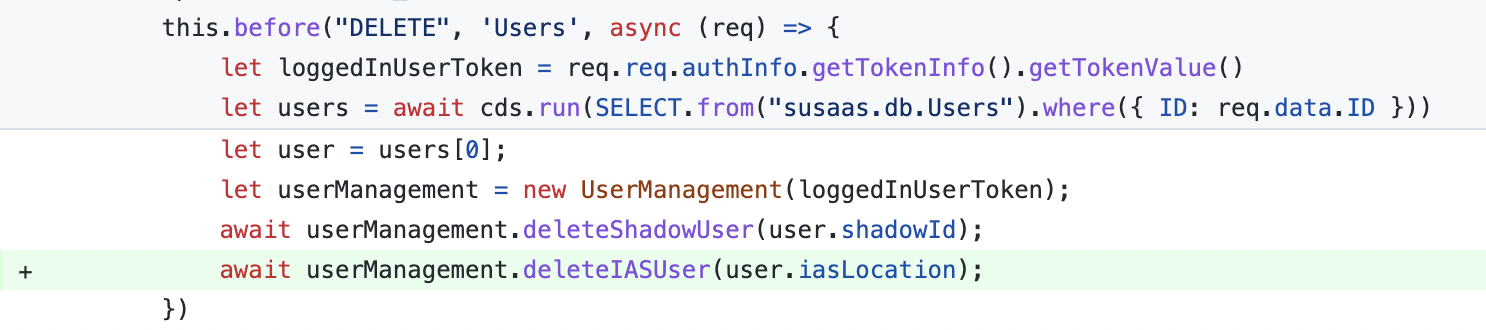 this.before("DELETE", 'Users', async (req) => {
let loggedInUserToken = req.req.authInfo.getTokenInfo().getTokenValue()
let users = await cds.run(SELECT.from("susaas.db.Users").where({ ID: req.data.ID }))
let user = users[0];
let userManagement = new UserManagement(loggedInUserToken);
await userManagement.deleteShadowUser(user.shadowId);
+ await userManagement.deleteIASUser(user.iasLocation);
})